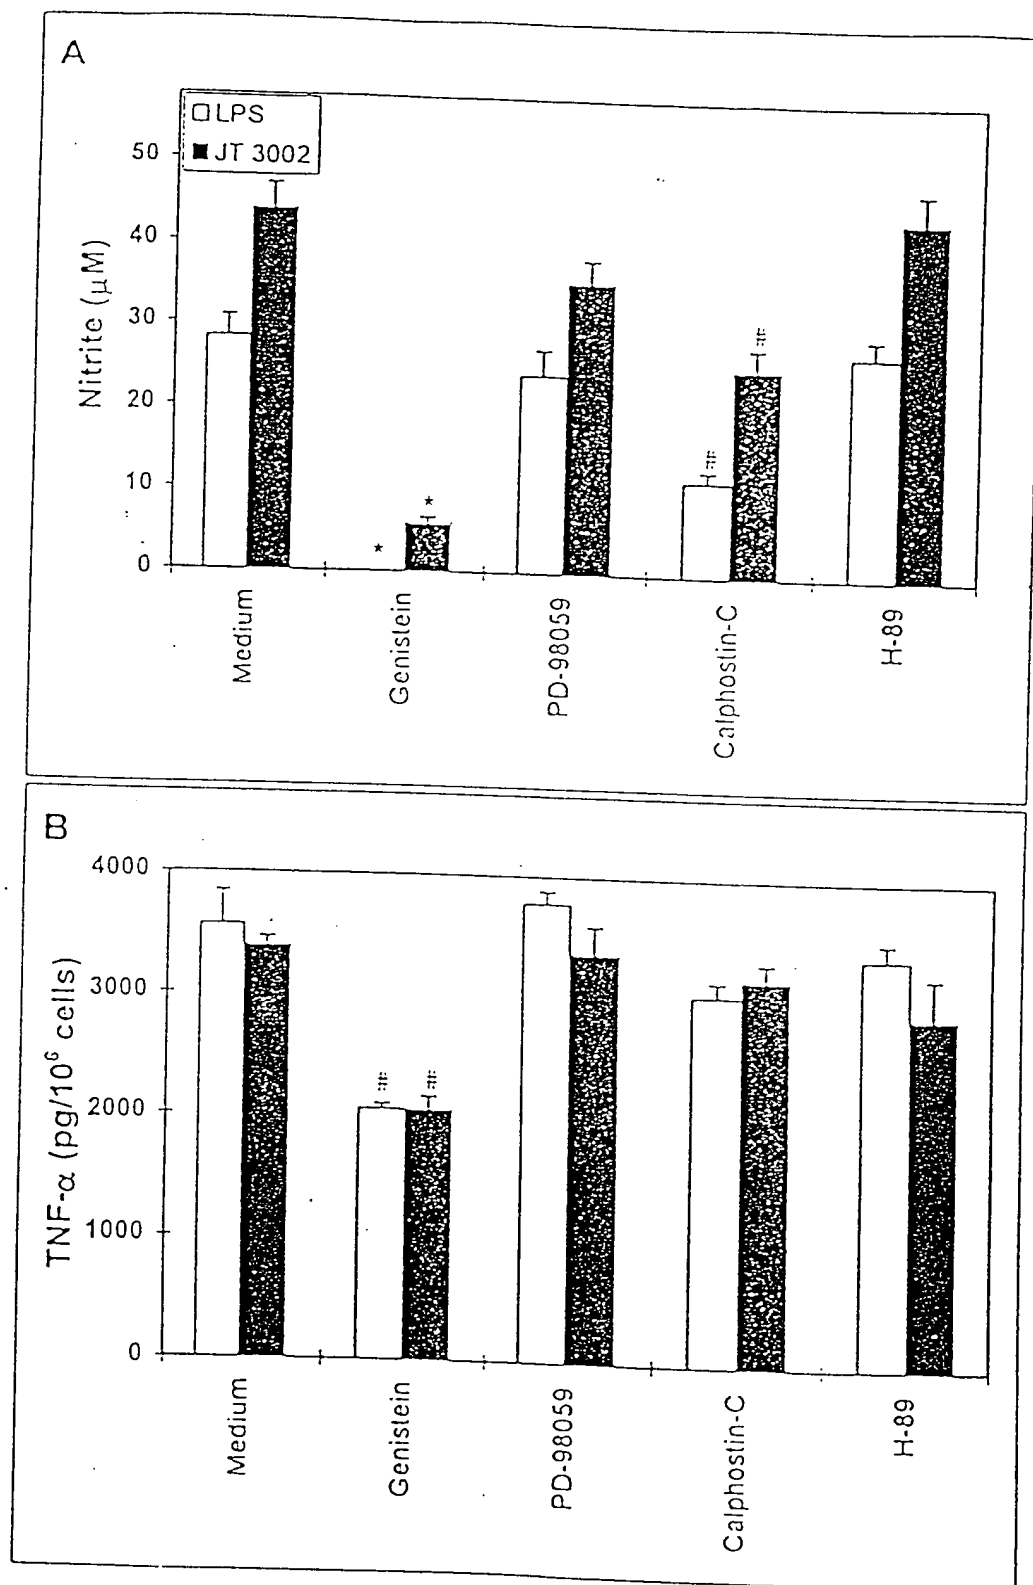 A
LPS
JT 3002
50
40
30
20
10
0
Nitrite (µM)
* *
# #
Medium
Genistein
PD-98059
Calphostin-C
H-89
B
4000
3000
2000
1000
0
TNF-α (pg/10⁶ cells)
# #
Medium
Genistein
PD-98059
Calphostin-C
H-89